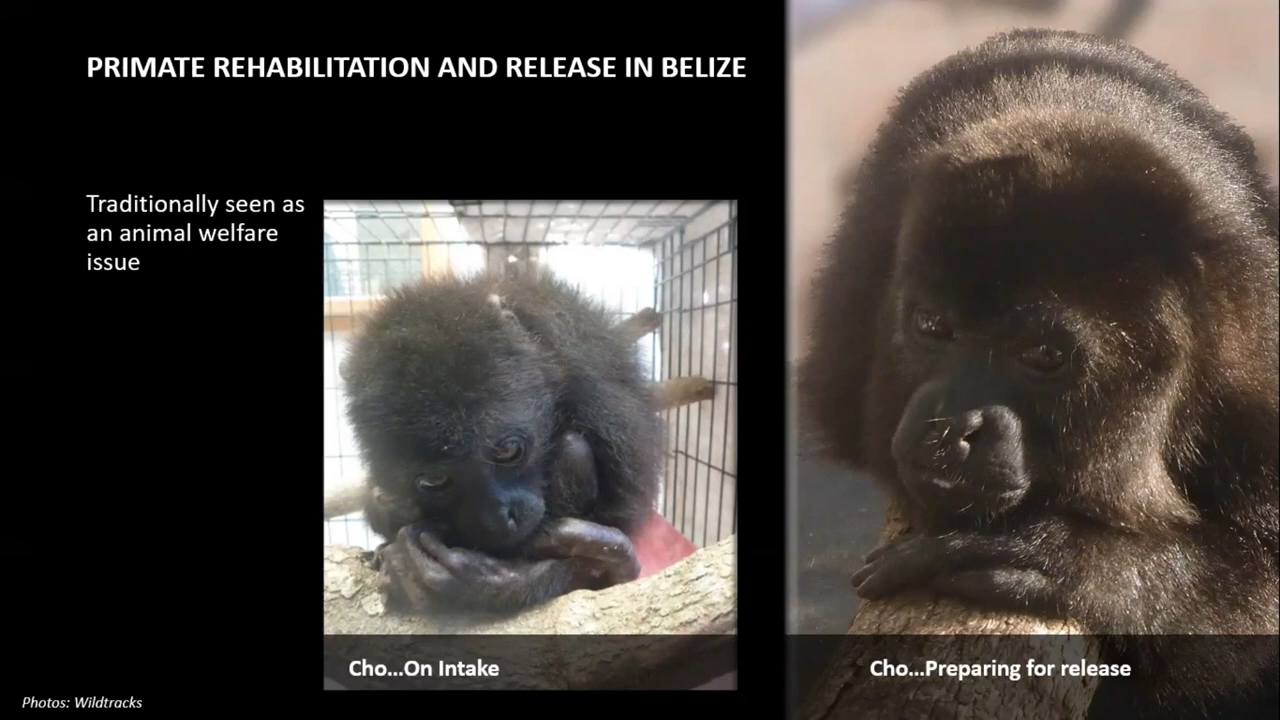 PRIMATE REHABILITATION AND RELEASE IN BELIZE
Traditionally seen as
an animal welfare
issue
Cho...On Intake
Cho...Preparing for release
Photos: Wildtracks